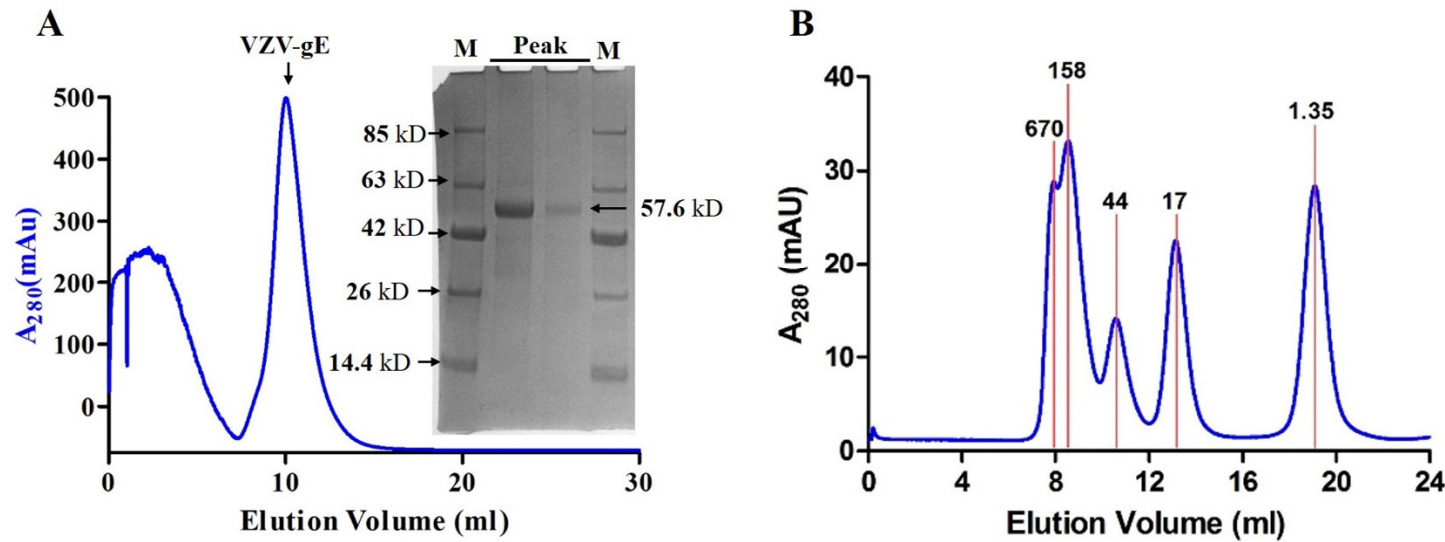 A
VZV-gE
M Peak M
A280(mAu)
500
400
300
200
100
0
85 kD
63 kD
42 kD
26 kD
14.4 kD
57.6 kD
0 10 20 30
Elution Volume (ml)
B
A280 (mAU)
40
30
20
10
0
670
158
44
17
1.35
0 4 8 12 16 20 24
Elution Volume (ml)